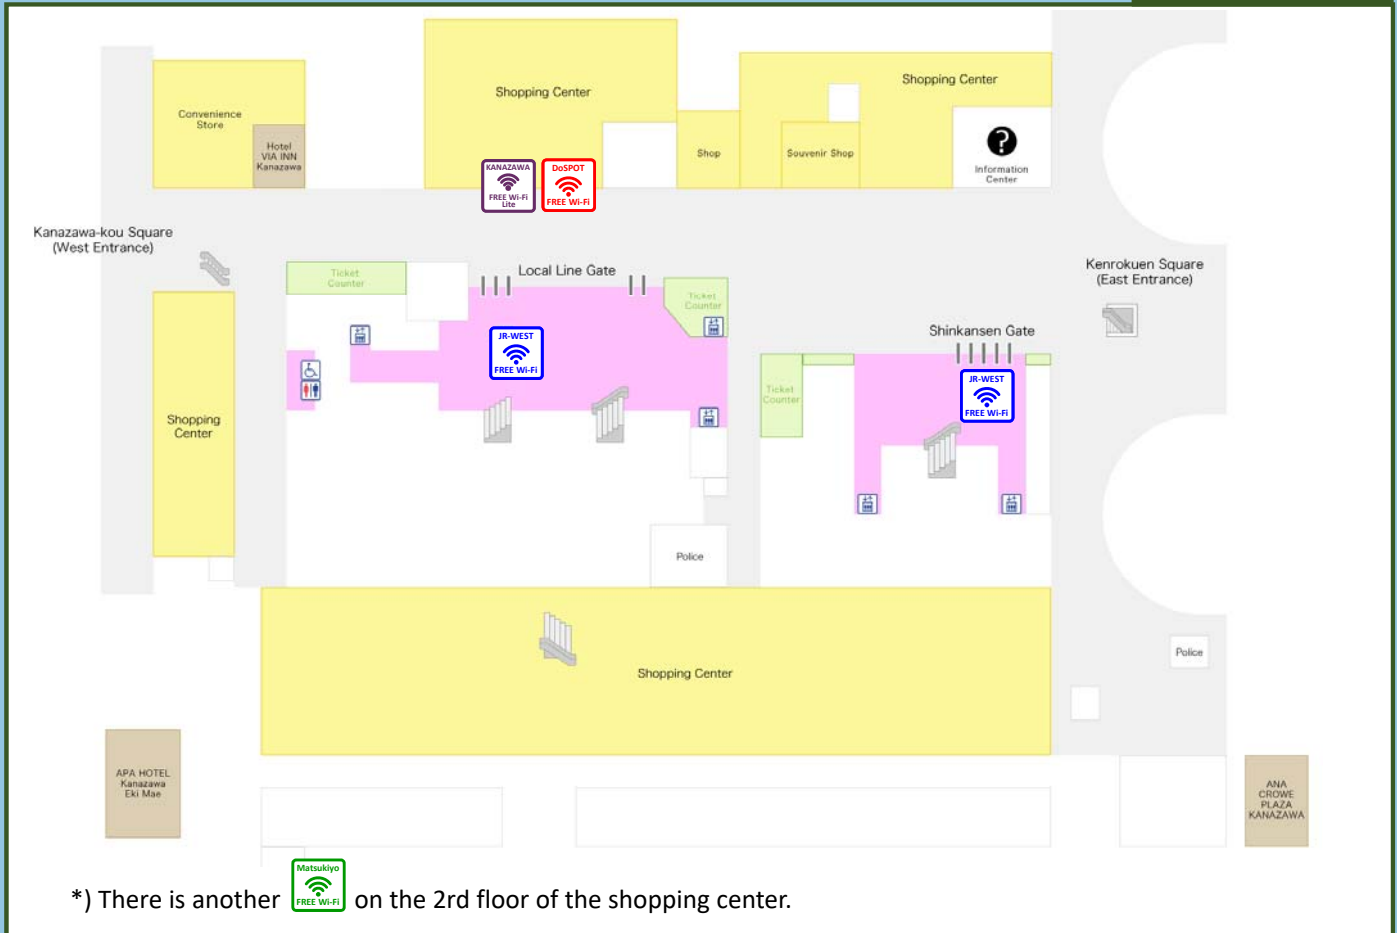 Shopping Center
Shopping Center
Convenience
Store
Hotel
VIA INN
Kanazawa
Shop
Souvenir Shop
?
Information
Center
KANAZAWA
FREE Wi-Fi
Lite
DoSPOT
FREE Wi-Fi
Kanazawa-kou Square
(West Entrance)
Ticket
Counter
Local Line Gate
Ticket
Counter
Kenrokuen Square
(East Entrance)
Shinkansen Gate
JR-WEST
FREE Wi-Fi
JR-WEST
FREE Wi-Fi
Ticket
Counter
Shopping
Center
Police
Shopping Center
Police
APA HOTEL
Kanazawa
Eki Mae
ANA
CROWE
PLAZA
KANAZAWA
Matsukiyo
FREE Wi-Fi
*) There is another on the 2rd floor of the shopping center.